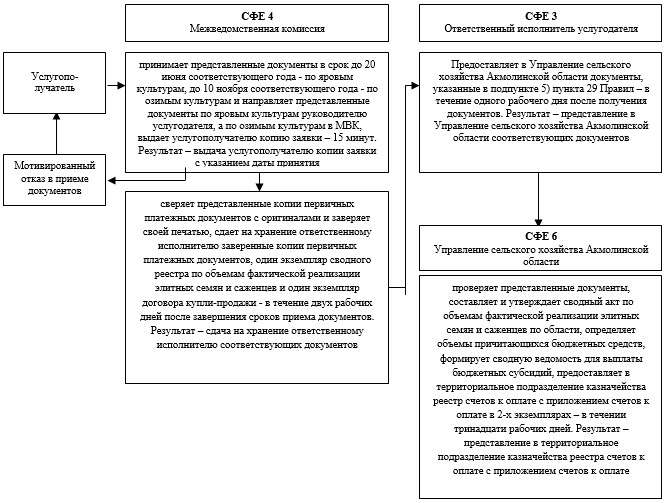 СФЕ 4
Межведомственная комиссия
СФЕ 3
Ответственный исполнитель услугодателя
Услугопо-
лучатель
принимает представленные документы в срок до 20
июня соответствующего года - по яровым
культурам, до 10 ноября соответствующего года - по
озимым культурам и направляет представленные
документы по яровым культурам руководителю
услугодателя, а по озимым культурам в МВК,
выдает услугополучателю копию заявки – 15 минут.
Результат – выдача услугополучателю копии заявки
с указанием даты принятия
Предоставляет в Управление сельского
хозяйства Акмолинской области документы,
указанные в подпункте 5) пункта 29 Правил – в
течение одного рабочего дня после получения
документов. Результат – представление в
Управление сельского хозяйства Акмолинской
области соответствующих документов
Мотивированный
отказ в приеме
документов
сверяет представленные копии первичных
платежных документов с оригиналами и заверяет
своей печатью, сдает на хранение ответственному
исполнителю заверенные копии первичных
платежных документов, один экземпляр сводного
реестра по объемам фактической реализации
элитных семян и саженцев и один экземпляр
договора купли-продажи - в течение двух рабочих
дней после завершения сроков приема документов.
Результат – сдача на хранение ответственному
исполнителю соответствующих документов
СФЕ 6
Управление сельского хозяйства Акмолинской
области
проверяет представленные документы,
составляет и утверждает сводный акт по
объемам фактической реализации элитных
семян и саженцев по области, определяет
объемы причитающихся бюджетных средств,
формирует сводную ведомость для выплаты
бюджетных субсидий, предоставляет в
территориальное подразделение казначейства
реестр счетов к оплате с приложением счетов к
оплате в 2-х экземплярах – в течении
тринадцати рабочих дней. Результат –
представление в территориальное
подразделение казначейства реестра счетов к
оплате с приложением счетов к оплате